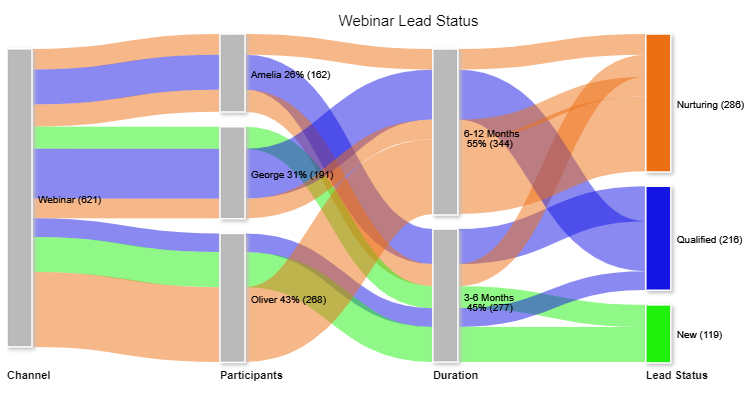 Webinar Lead Status
Amelia 26% (162)
Nurturing (286)
6-12 Months
55% (344)
George 31% (191)
Webinar (621)
Qualified (216)
Oliver 43% (268)
3-6 Months
45% (277)
New (119)
Channel
Participants
Duration
Lead Status